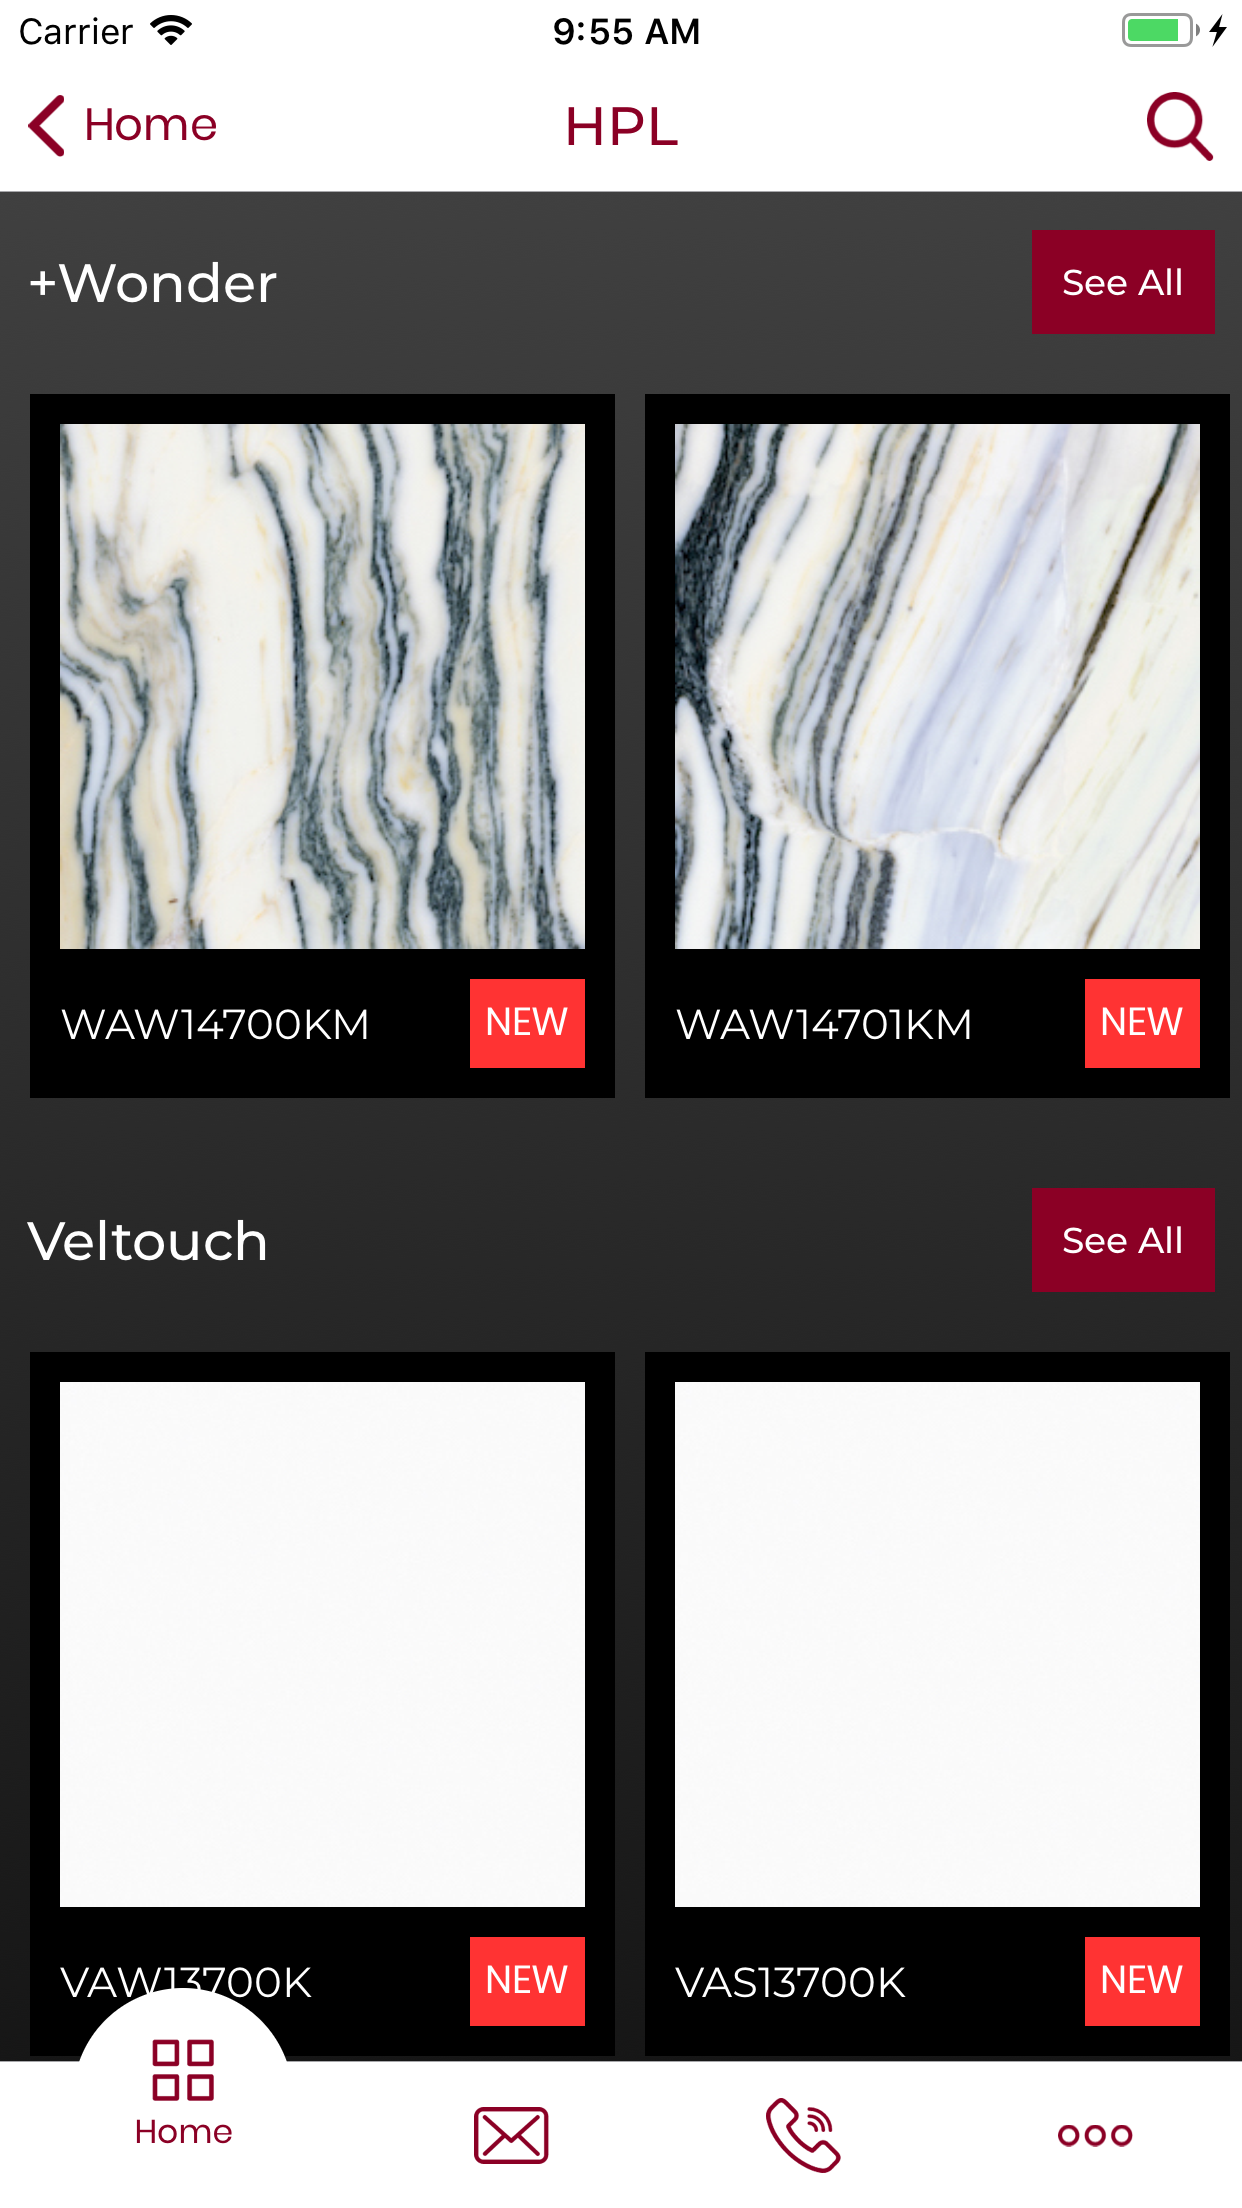 Carrier 9:55 AM
Home HPL
+Wonder See All
WAW14700KM NEW WAW14701KM NEW
Veltouch See All
VAW13700K NEW VAS13700K NEW
Home